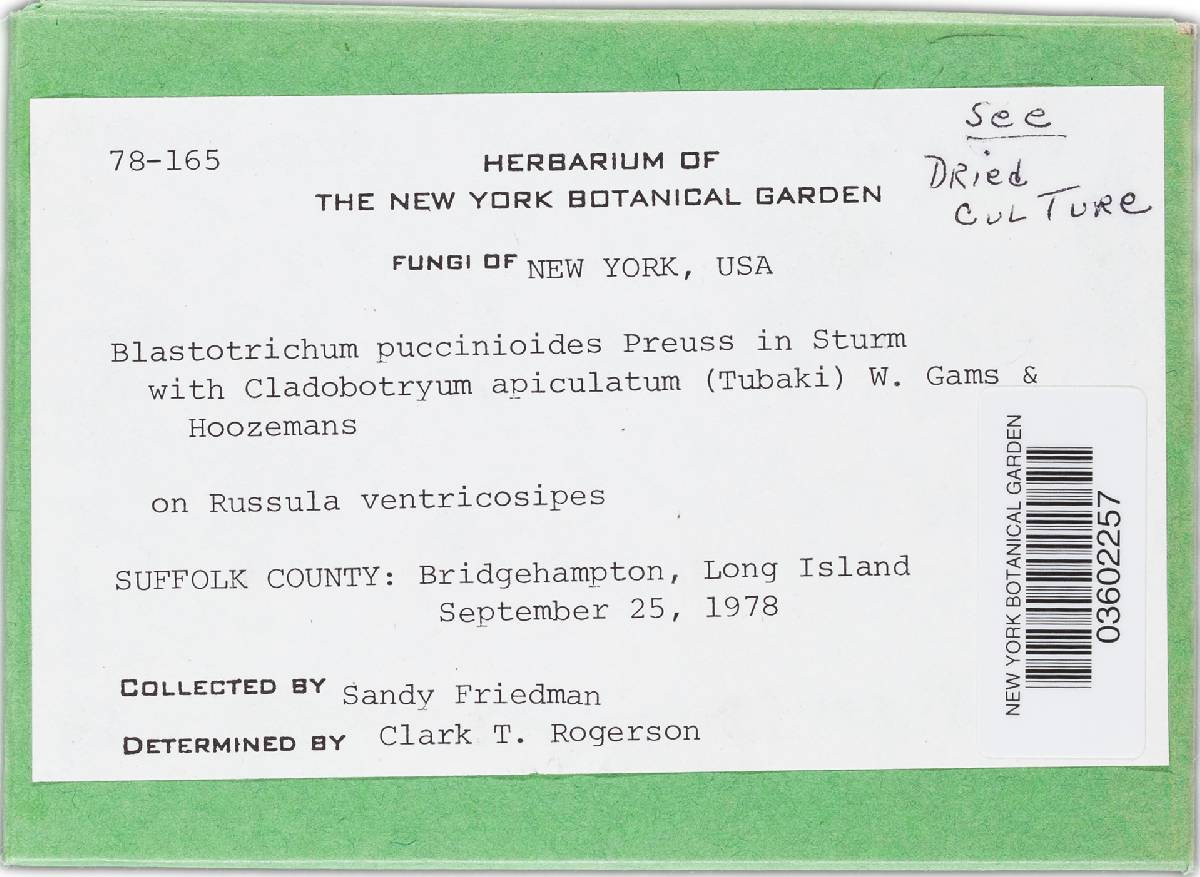 78-165
HERBARIUM OF
THE NEW YORK BOTANICAL GARDEN
See
DRied
CULTURE
FUNGI OF NEW YORK, USA
Blastotrichum puccinioides Preuss in Sturm
with Cladobotryum apiculatum (Tubaki) W. Gams &
Hoozemans
on Russula ventricosipes
SUFFOLK COUNTY: Bridgehampton, Long Island
September 25, 1978
COLLECTED BY Sandy Friedman
DETERMINED BY Clark T. Rogerson
NEW YORK BOTANICAL GARDEN
03602257